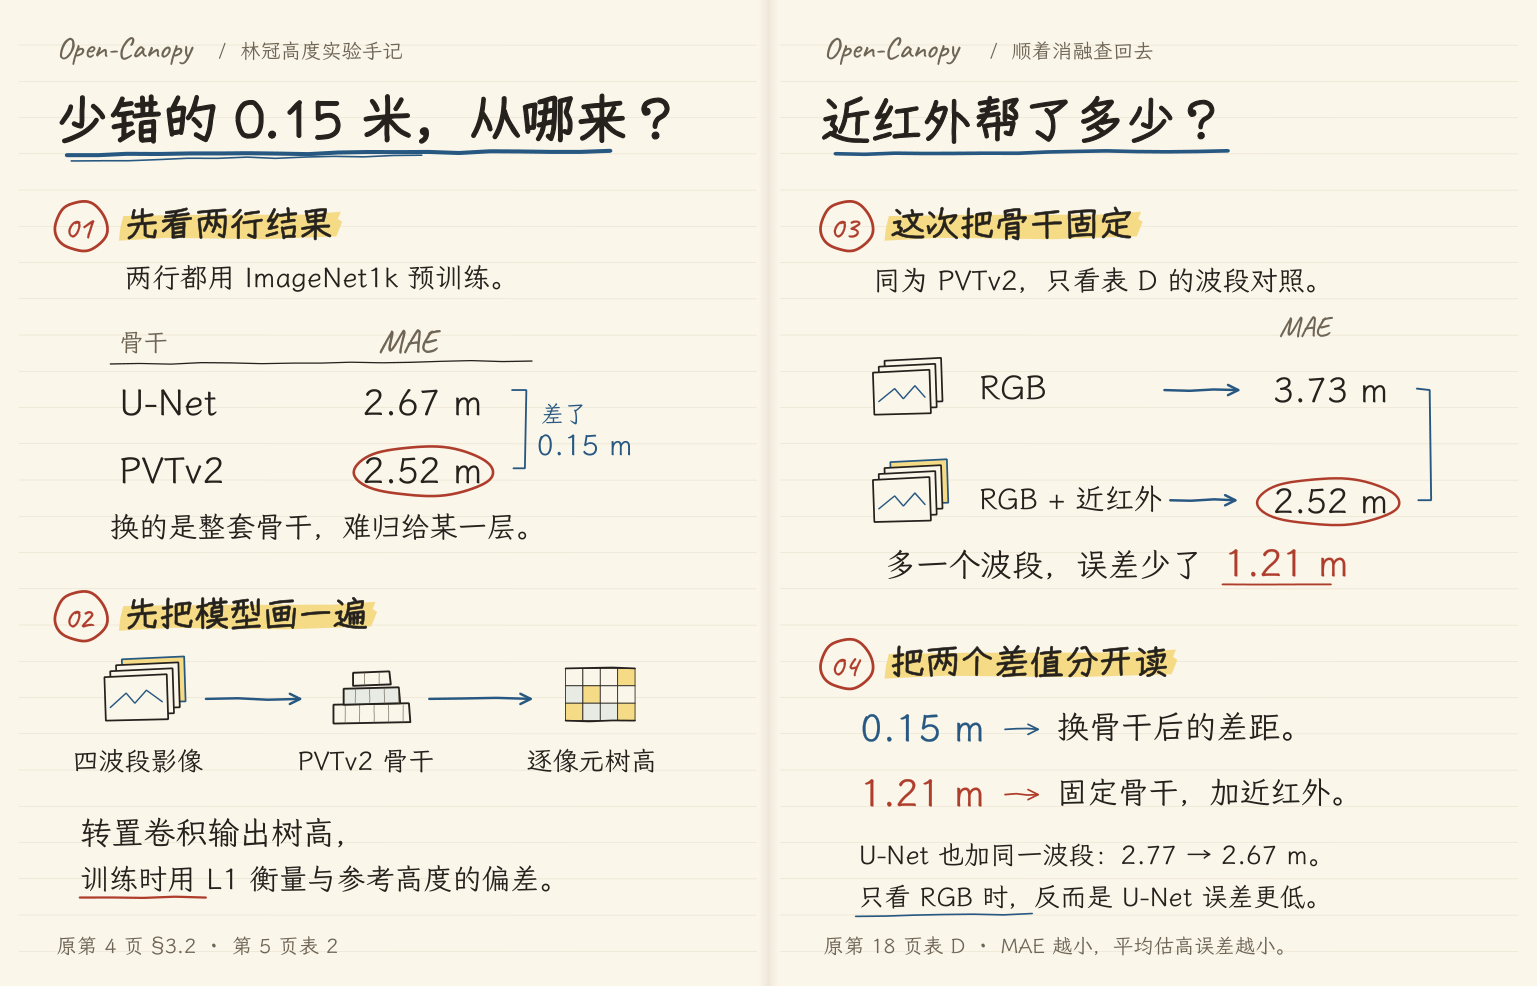 Open-Canopy / 林冠高度实验手记
少错的 0.15 米，从哪来？
01 先看两行结果
两行都用 ImageNet1k 预训练。
骨干 MAE
U-Net 2.67 m
差了
0.15 m
PVTv2 2.52 m
换的是整套骨干，难归给某一层。
02 先把模型画一遍
四波段影像 PVTv2 骨干 逐像元树高
转置卷积输出树高，
训练时用 L1 衡量与参考高度的偏差。
原第 4 页 §3.2 · 第 5 页表 2
Open-Canopy / 顺着消融查回去
近红外帮了多少？
03 这次把骨干固定
同为 PVTv2，只看表 D 的波段对照。
MAE
RGB 3.73 m
RGB + 近红外 2.52 m
多一个波段，误差少了 1.21 m
04 把两个差值分开读
0.15 m → 换骨干后的差距。
1.21 m → 固定骨干，加近红外。
U-Net 也加同一波段：2.77 → 2.67 m。
只看 RGB 时，反而是 U-Net 误差更低。
原第 18 页表 D · MAE 越小，平均估高误差越小。